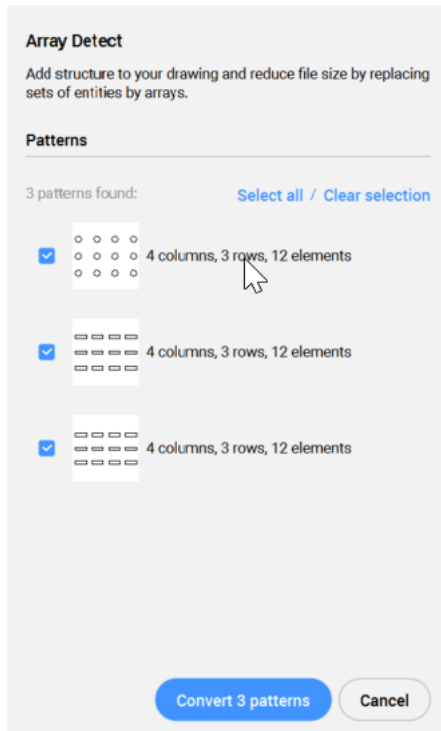 Array Detect
Add structure to your drawing and reduce file size by replacing
sets of entities by arrays.
Patterns
3 patterns found: Select all / Clear selection
4 columns, 3 rows, 12 elements
4 columns, 3 rows, 12 elements
4 columns, 3 rows, 12 elements
Convert 3 patterns Cancel